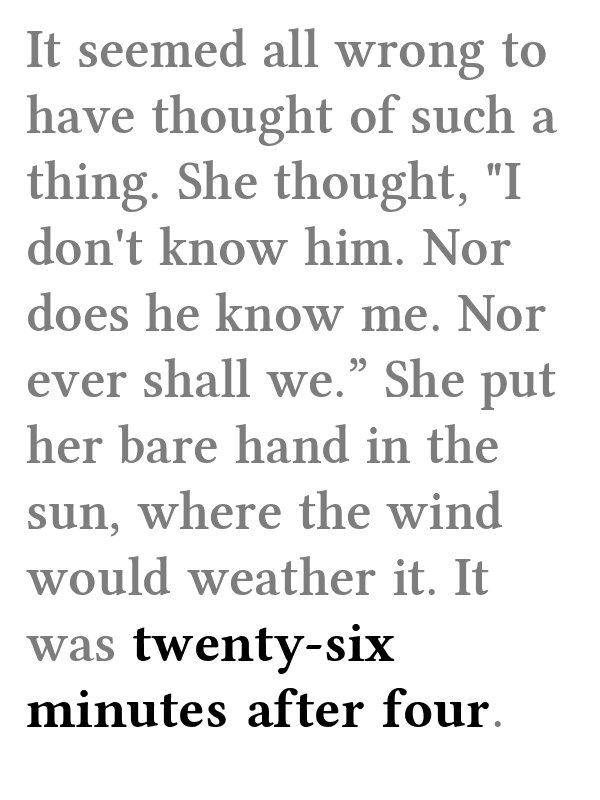 It seemed all wrong to
have thought of such a
thing. She thought, "I
don't know him. Nor
does he know me. Nor
ever shall we.” She put
her bare hand in the
sun, where the wind
would weather it. It
was twenty-six
minutes after four.